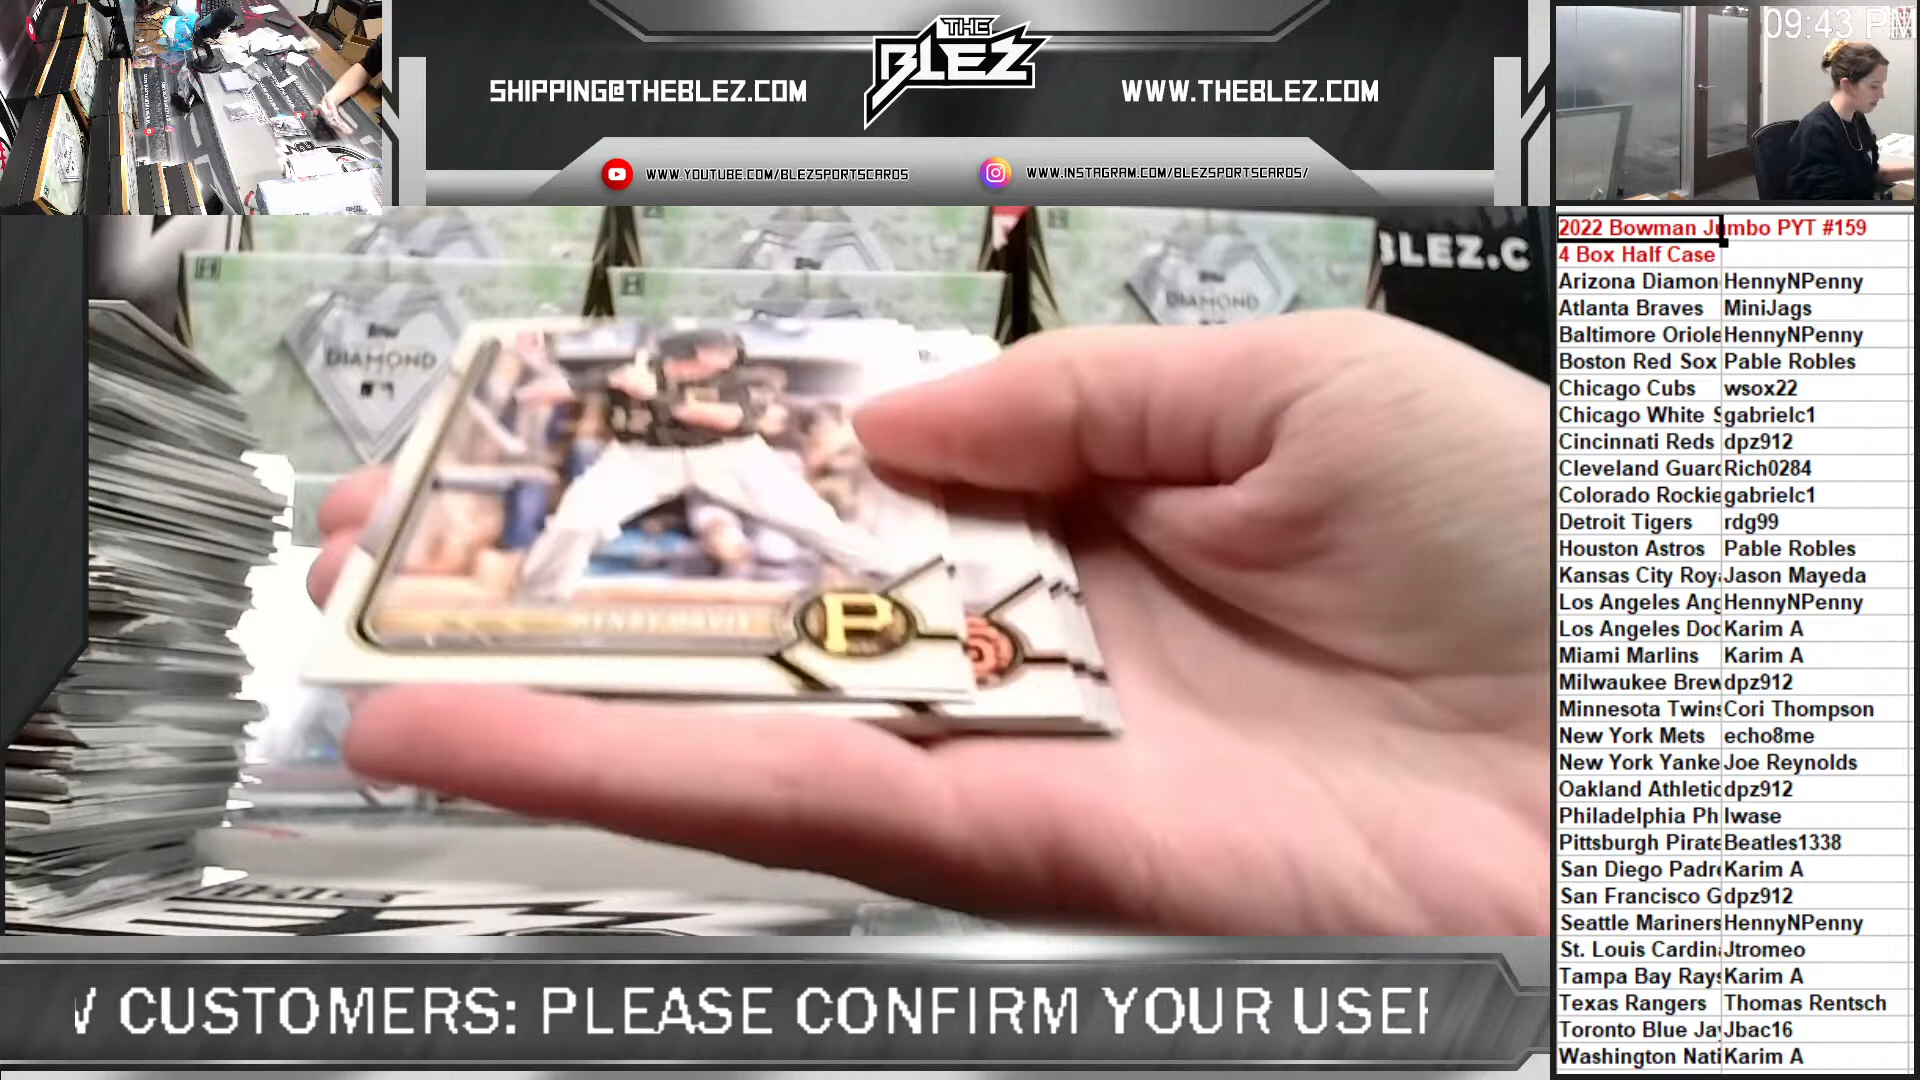 THE
BLEZ
SHIPPING@THEBLEZ.COM
WWW.THEBLEZ.COM
WWW.YOUTUBE.COM/BLEZSPORTSCARDS
WWW.INSTAGRAM.COM/BLEZSPORTSCARDS/
09:43 PM
BLEZ.C
DIAMOND
DIAMOND
P
2022 Bowman Jumbo PYT #159
4 Box Half Case
Arizona Diamon HennyNPenny
Atlanta Braves MiniJags
Baltimore Oriole HennyNPenny
Boston Red Sox Pable Robles
Chicago Cubs wsox22
Chicago White S gabrielc1
Cincinnati Reds dpz912
Cleveland Guard Rich0284
Colorado Rockie gabrielc1
Detroit Tigers rdg99
Houston Astros Pable Robles
Kansas City Roy Jason Mayeda
Los Angeles Ang HennyNPenny
Los Angeles Doc Karim A
Miami Marlins Karim A
Milwaukee Brew dpz912
Minnesota Twins Cori Thompson
New York Mets echo8me
New York Yanke Joe Reynolds
Oakland Athletic dpz912
Philadelphia Ph Iwase
Pittsburgh Pirate Beatles1338
San Diego Padre Karim A
San Francisco G dpz912
Seattle Mariners HennyNPenny
St. Louis Cardin Jtromeo
Tampa Bay Rays Karim A
Texas Rangers Thomas Rentsch
Toronto Blue Jay Jbac16
Washington Nati Karim A
CUSTOMERS: PLEASE CONFIRM YOUR USER